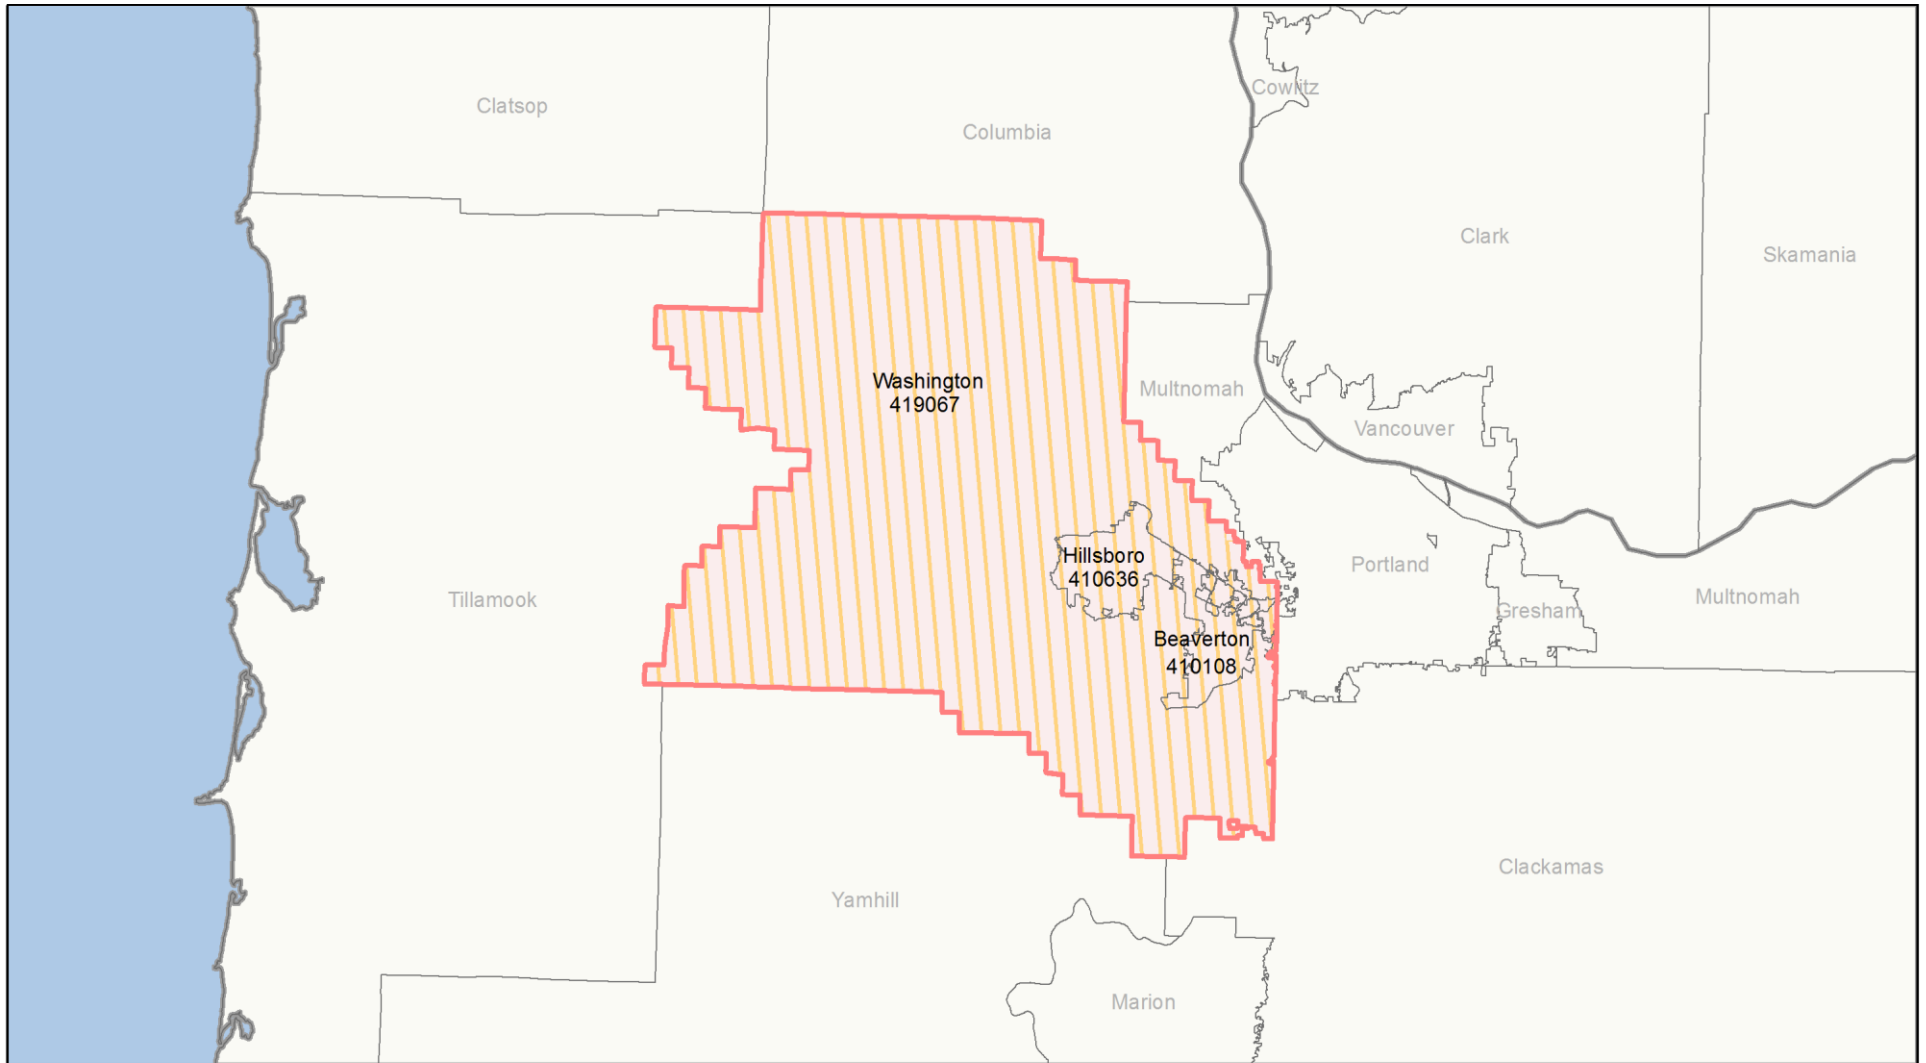 Cowlitz
Clatsop
Columbia
Clark
Skamania
Washington
419067
Multnomah
Vancouver
Hillsboro
410636
Portland
Tillamook
Multnomah
Gresham
Beaverton
410108
Clackamas
Yamhill
Marion